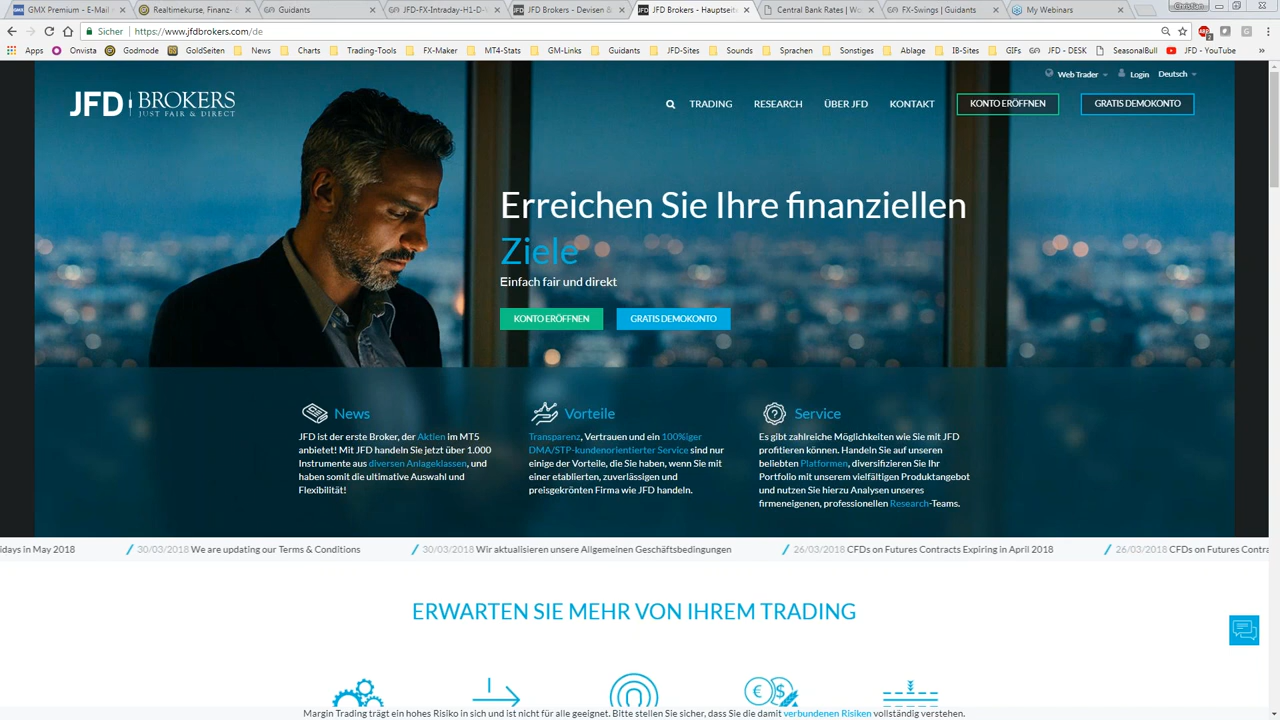 GMX Premium - E-Mail
Realtimekurse, Finanz-
Guidants
JFD-FX-Intraday-H1-D-
JFD Brokers - Devisen &
JFD Brokers - Hauptseite
Central Bank Rates | Wo
FX-Swings | Guidants
My Webinars
Christian
Sicher | https://www.jfdbrokers.com/de
Apps
Onvista
Godmode
GoldSeiten
News
Charts
Trading-Tools
FX-Maker
MT4-Stats
GM-Links
Guidants
JFD-Sites
Sounds
Sprachen
Sonstiges
Ablage
IB-Sites
GIFs
JFD - DESK
SeasonalBull
JFD - YouTube
»
Web Trader
Login
Deutsch
JFD BROKERS
JUST FAIR & DIRECT
TRADING
RESEARCH
ÜBER JFD
KONTAKT
KONTO ERÖFFNEN
GRATIS DEMOKONTO
Erreichen Sie Ihre finanziellen
Ziele
Einfach fair und direkt
KONTO ERÖFFNEN
GRATIS DEMOKONTO
News
JFD ist der erste Broker, der Aktien im MT5
anbietet! Mit JFD handeln Sie jetzt über 1.000
Instrumente aus diversen Anlageklassen, und
haben somit die ultimative Auswahl und
Flexibilität!
Vorteile
Transparenz, Vertrauen und ein 100%iger
DMA/STP-kundenorientierter Service sind nur
einige der Vorteile, die Sie haben, wenn Sie mit
einer etablierten, zuverlässigen und
preisgekrönten Firma wie JFD handeln.
Service
Es gibt zahlreiche Möglichkeiten wie Sie mit JFD
profitieren können. Handeln Sie auf unseren
beliebten Platformen, diversifizieren Sie Ihr
Portfolio mit unserem vielfältigen Produktangebot
und nutzen Sie hierzu Analysen unseres
firmeneigenen, professionellen Research-Teams.
idays in May 2018
30/03/2018 We are updating our Terms & Conditions
30/03/2018 Wir aktualisieren unsere Allgemeinen Geschäftsbedingungen
26/03/2018 CFDs on Futures Contracts Expiring in April 2018
26/03/2018 CFDs on Futures Contra
ERWARTEN SIE MEHR VON IHREM TRADING
Margin Trading trägt ein hohes Risiko in sich und ist nicht für alle geeignet. Bitte stellen Sie sicher, dass Sie die damit verbundenen Risiken vollständig verstehen.